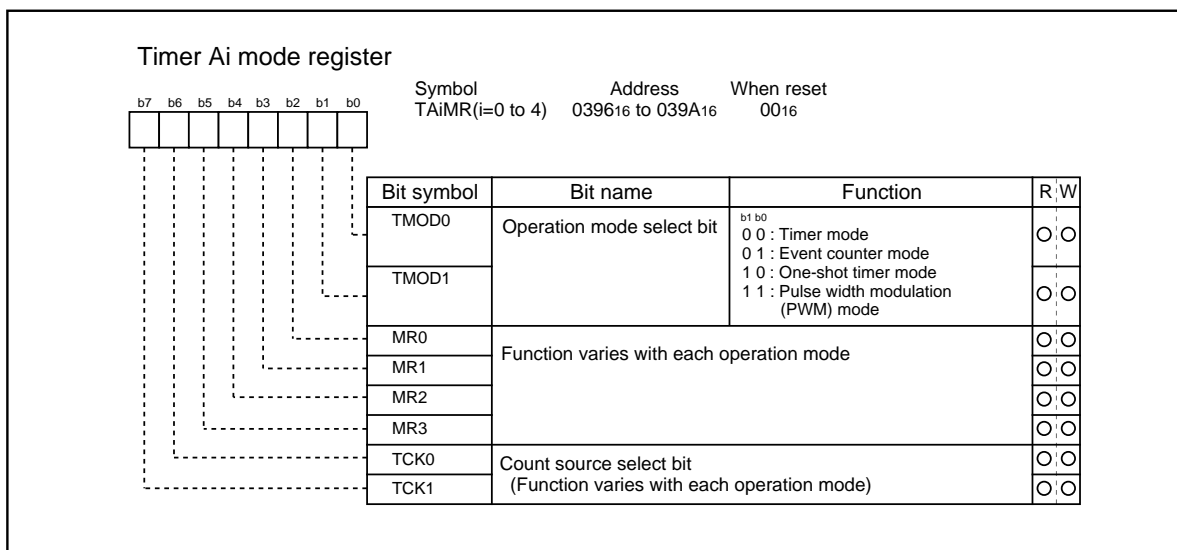 Timer Ai mode register
Symbol Address When reset
TAiMR(i=0 to 4) 039616 to 039A16 0016
b7 b6 b5 b4 b3 b2 b1 b0
Bit symbol Bit name Function R W
TMOD0 Operation mode select bit
b1 b0
0 0 : Timer mode
0 1 : Event counter mode
TMOD1 1 0 : One-shot timer mode
1 1 : Pulse width modulation
(PWM) mode
MR0
Function varies with each operation mode
MR1
MR2
MR3
TCK0 Count source select bit
TCK1 (Function varies with each operation mode)